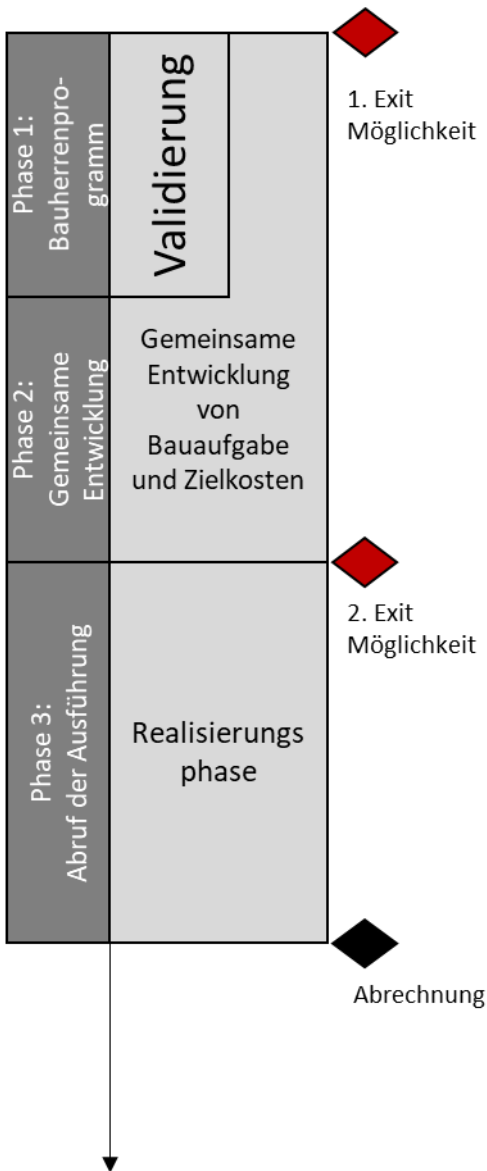 Phase 1:
Bauherrenpro-
gramm
Validierung
1. Exit
Möglichkeit
Phase 2:
Gemeinsame
Entwicklung
Gemeinsame
Entwicklung
von
Bauaufgabe
und Zielkosten
2. Exit
Möglichkeit
Phase 3:
Abruf der Ausführung
Realisierungs
phase
Abrechnung